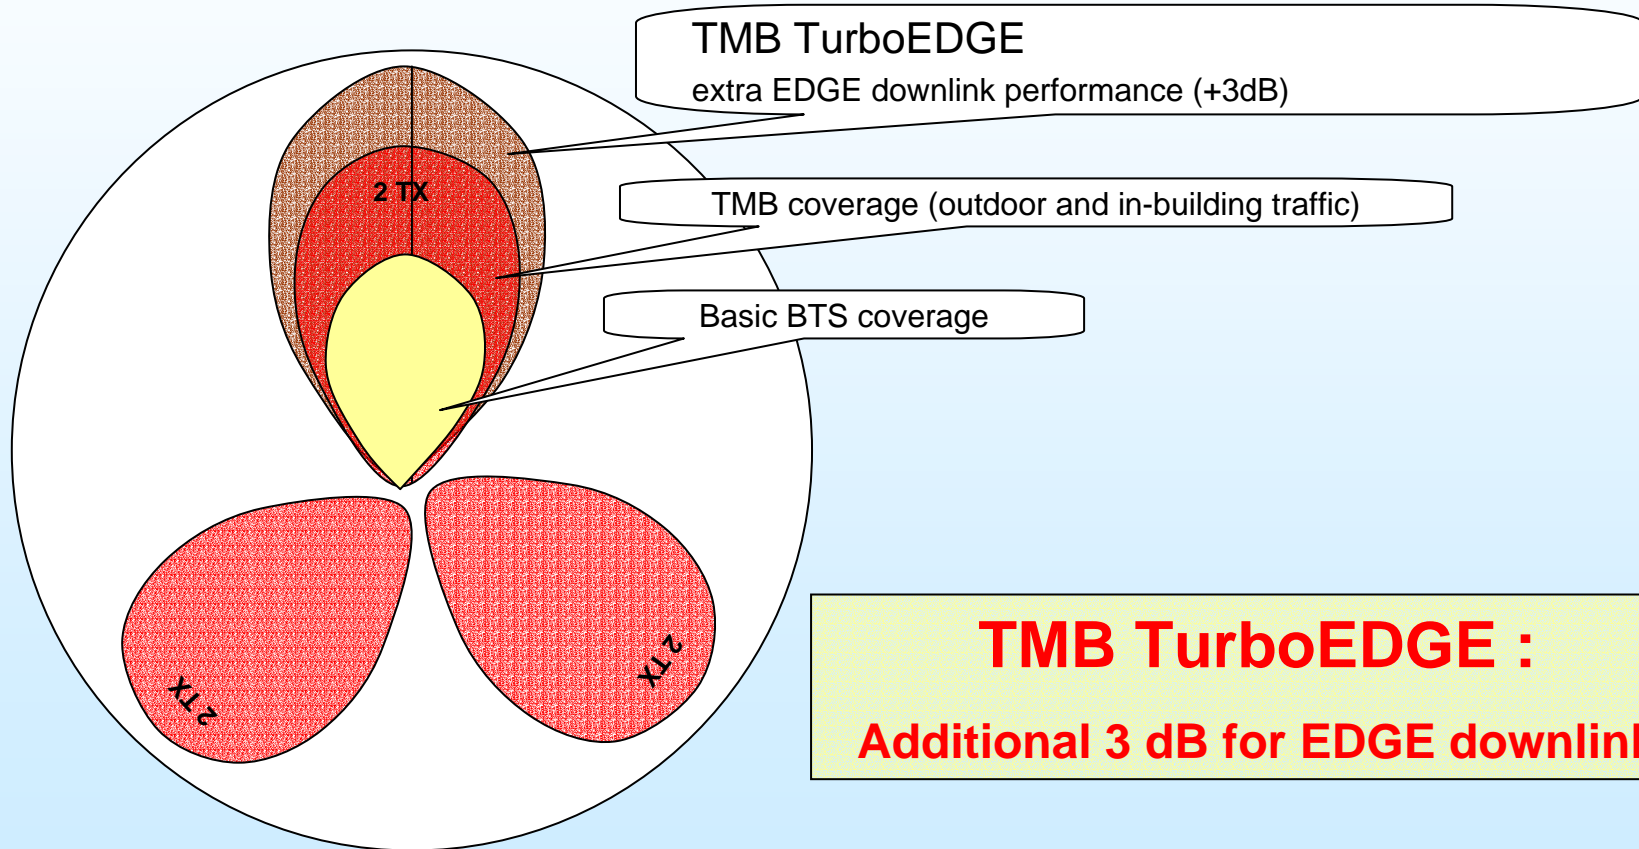 TMB TurboEDGE
extra EDGE downlink performance (+3dB)
2 TX
TMB coverage (outdoor and in-building traffic)
Basic BTS coverage
2 TX
2 TX
TMB TurboEDGE :
Additional 3 dB for EDGE downlink